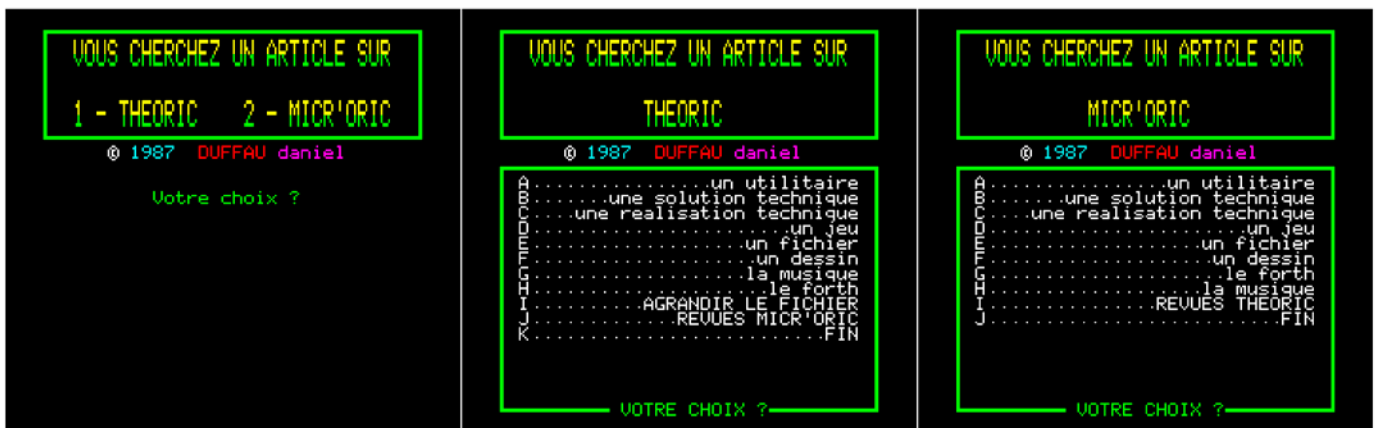 VOUS CHERCHEZ UN ARTICLE SUR
1 - THEORIC 2 - MICR'ORIC
© 1987 DUFFAU daniel
Votre choix ?
VOUS CHERCHEZ UN ARTICLE SUR
THEORIC
© 1987 DUFFAU daniel
A.................un utilitaire
B.......une solution technique
C....une realisation technique
D.........................un jeu
E....................un fichier
F......................un dessin
G.....................la musique
H.......................le forth
I...........AGRANDIR LE FICHIER
J..............REVUES MICR'ORIC
K............................FIN
VOTRE CHOIX ?
VOUS CHERCHEZ UN ARTICLE SUR
MICR'ORIC
© 1987 DUFFAU daniel
A.................un utilitaire
B.......une solution technique
C....une realisation technique
D.........................un jeu
E....................un fichier
F......................un dessin
G.......................le forth
H.....................la musique
I................REVUES THEORIC
J............................FIN
VOTRE CHOIX ?